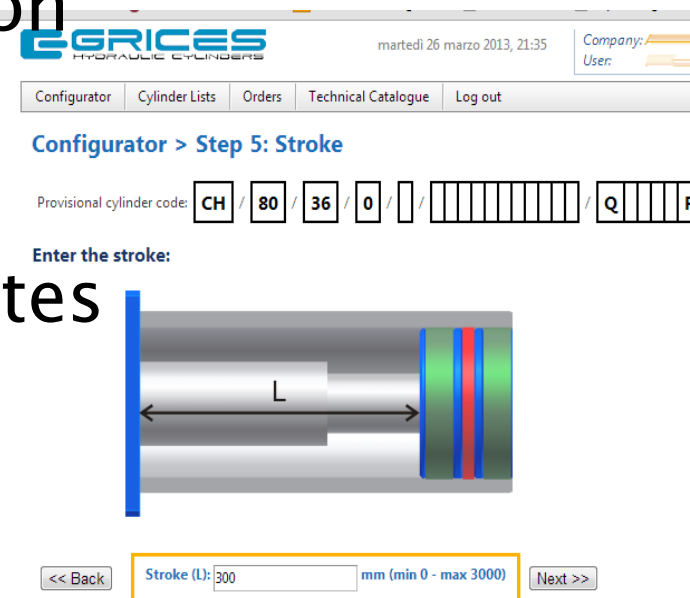 on
GRICES
HYDRAULIC CYLINDERS
martedì 26 marzo 2013, 21:35
Company:
User:
Configurator Cylinder Lists Orders Technical Catalogue Log out
Configurator > Step 5: Stroke
Provisional cylinder code: CH / 80 / 36 / 0 / / / Q
Enter the stroke:
tes
L
<< Back Stroke (L): 300 mm (min 0 - max 3000) Next >>